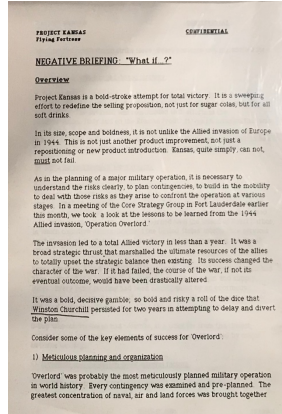 PROJECT KANSAS CONFIDENTIAL
Flying Fortress
NEGATIVE BRIEFING: "What if...?"
Overview
Project Kansas is a bold-stroke attempt for total victory. It is a sweeping
effort to redefine the selling proposition, not just for sugar colas, but for all
soft drinks.
In its size, scope and boldness, it is not unlike the Allied invasion of Europe
in 1944. This is not just another product improvement, not just a
repositioning or new product introduction. Kansas, quite simply, can not,
must not fail.
As in the planning of a major military operation, it is necessary to
understand the risks clearly, to plan contingencies, to build in the mobility
to deal with those risks as they arise to confront the operation at various
stages. In a meeting of the Core Strategy Group in Fort Lauderdale earlier
this month, we took a look at the lessons to be learned from the 1944
Allied invasion, 'Operation Overlord.'
The invasion led to a total Allied victory in less than a year. It was a
broad strategic thrust that marshalled the ultimate resources of the allies
to totally upset the strategic balance then existing. Its success changed the
character of the war. If it had failed, the course of the war, if not its
eventual outcome, would have been drastically altered.
It was a bold, decisive gamble; so bold and risky a roll of the dice that
Winston Churchill persisted for two years in attempting to delay and divert
the plan.
Consider some of the key elements of success for 'Overlord':
1) Meticulous planning and organization
'Overlord' was probably the most meticulously planned military operation
in world history. Every contingency was examined and pre-planned. The
greatest concentration of naval, air and land forces was brought together